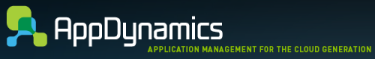 AppDynamics
APPLICATION MANAGEMENT FOR THE CLOUD GENERATION